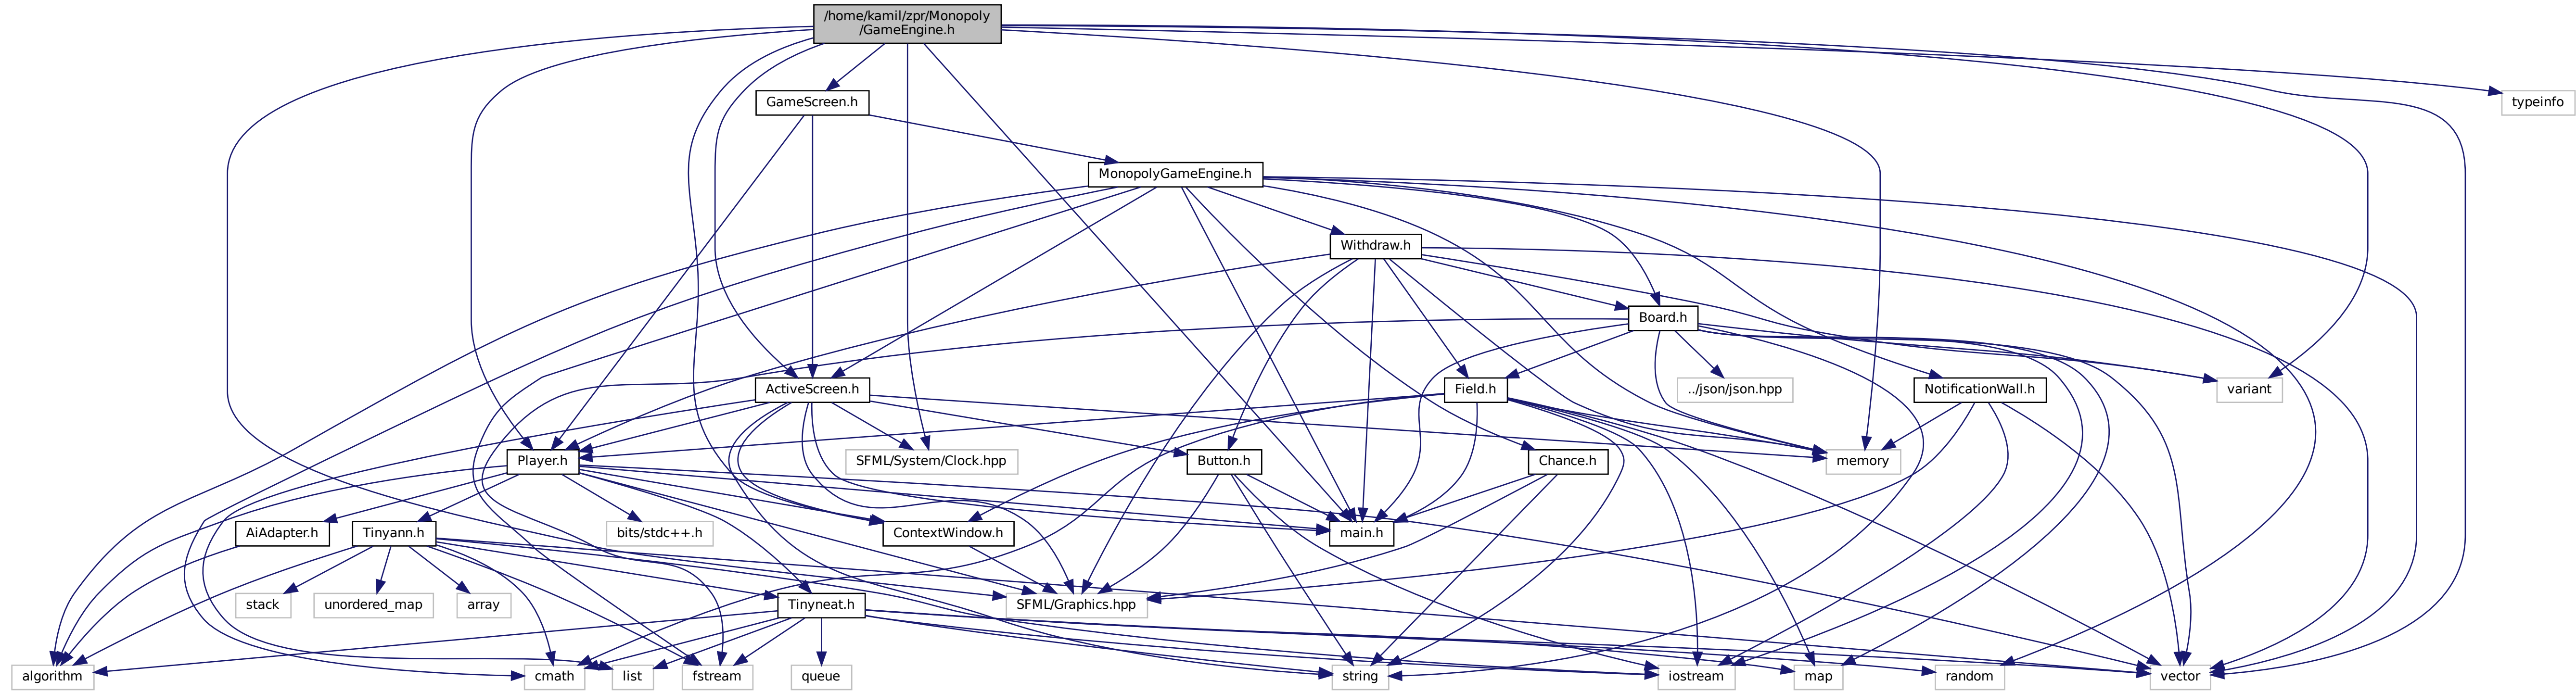 /home/kamil/zpr/Monopoly
/GameEngine.h
GameScreen.h
typeinfo
MonopolyGameEngine.h
Withdraw.h
Board.h
ActiveScreen.h
Field.h
../json/json.hpp
NotificationWall.h
variant
Player.h
SFML/System/Clock.hpp
Button.h
Chance.h
memory
AiAdapter.h
Tinyann.h
bits/stdc++.h
ContextWindow.h
main.h
stack
unordered_map
array
Tinyneat.h
SFML/Graphics.hpp
algorithm
cmath
list
fstream
queue
string
iostream
map
random
vector